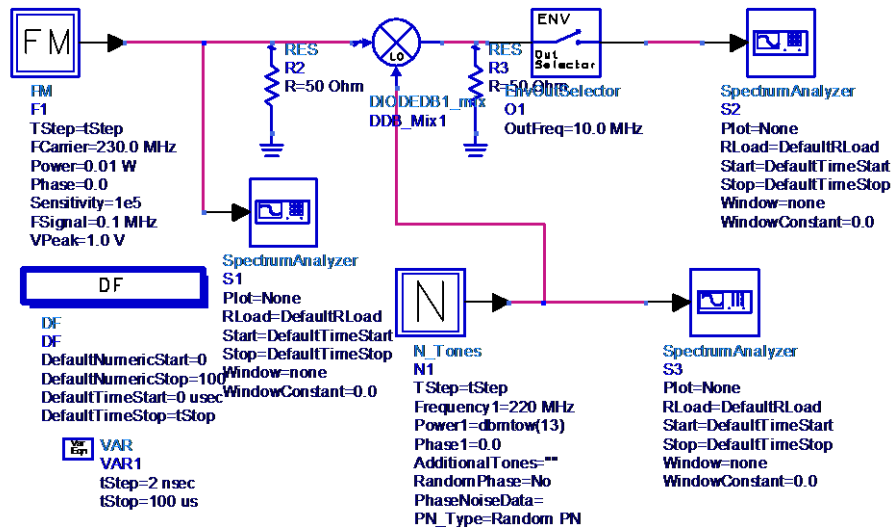 FM
FM
F1
TStep=tStep
FCarrier=230.0 MHz
Power=0.01 W
Phase=0.0
Sensitivity=1e5
FSignal=0.1 MHz
VPeak=1.0 V
RES
R2
R=50 Ohm
LO
DIODEDB1_mix
DDB_Mix1
RES
R3
R=50 Ohm
ENV
Out
Selector
EnvOutSelector
O1
OutFreq=10.0 MHz
SpectrumAnalyzer
S2
Plot=None
RLoad=DefaultRLoad
Start=DefaultTimeStart
Stop=DefaultTimeStop
Window=none
WindowConstant=0.0
SpectrumAnalyzer
S1
Plot=None
RLoad=DefaultRLoad
Start=DefaultTimeStart
Stop=DefaultTimeStop
Window=none
WindowConstant=0.0
DF
DF
DF
DefaultNumericStart=0
DefaultNumericStop=100
DefaultTimeStart=0 usec
DefaultTimeStop=tStop
Var
Eqn
VAR
VAR1
tStep=2 nsec
tStop=100 us
N
N_Tones
N1
TStep=tStep
Frequency1=220 MHz
Power1=dbmtow(13)
Phase1=0.0
AdditionalTones=""
RandomPhase=No
PhaseNoiseData=
PN_Type=Random PN
SpectrumAnalyzer
S3
Plot=None
RLoad=DefaultRLoad
Start=DefaultTimeStart
Stop=DefaultTimeStop
Window=none
WindowConstant=0.0